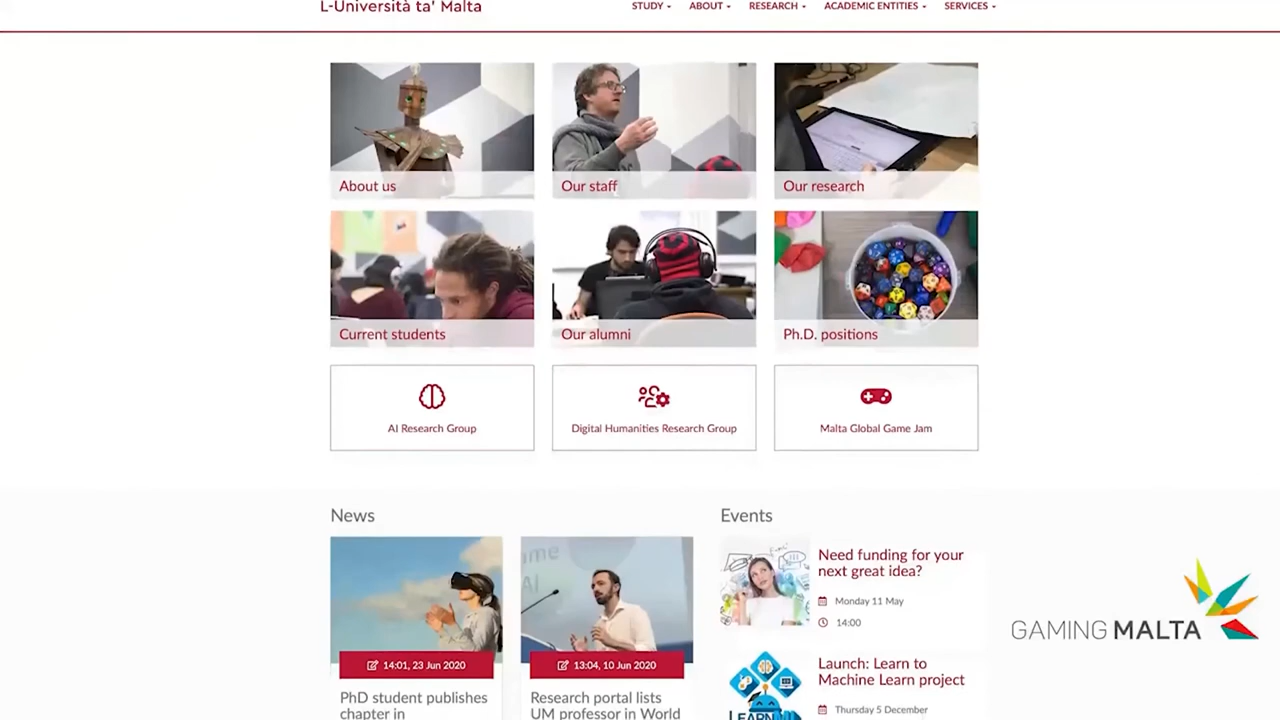 L-Università ta' Malta
STUDY
ABOUT
RESEARCH
ACADEMIC ENTITIES
SERVICES
About us
Our staff
Our research
Current students
Our alumni
Ph.D. positions
AI Research Group
Digital Humanities Research Group
Malta Global Game Jam
News
Events
ame
AI
14:01, 23 Jun 2020
13:04, 10 Jun 2020
PhD student publishes
chapter in
Research portal lists
UM professor in World
Need funding for your
next great idea?
Monday 11 May
14:00
LEARN
Launch: Learn to
Machine Learn project
Thursday 5 December
GAMING MALTA